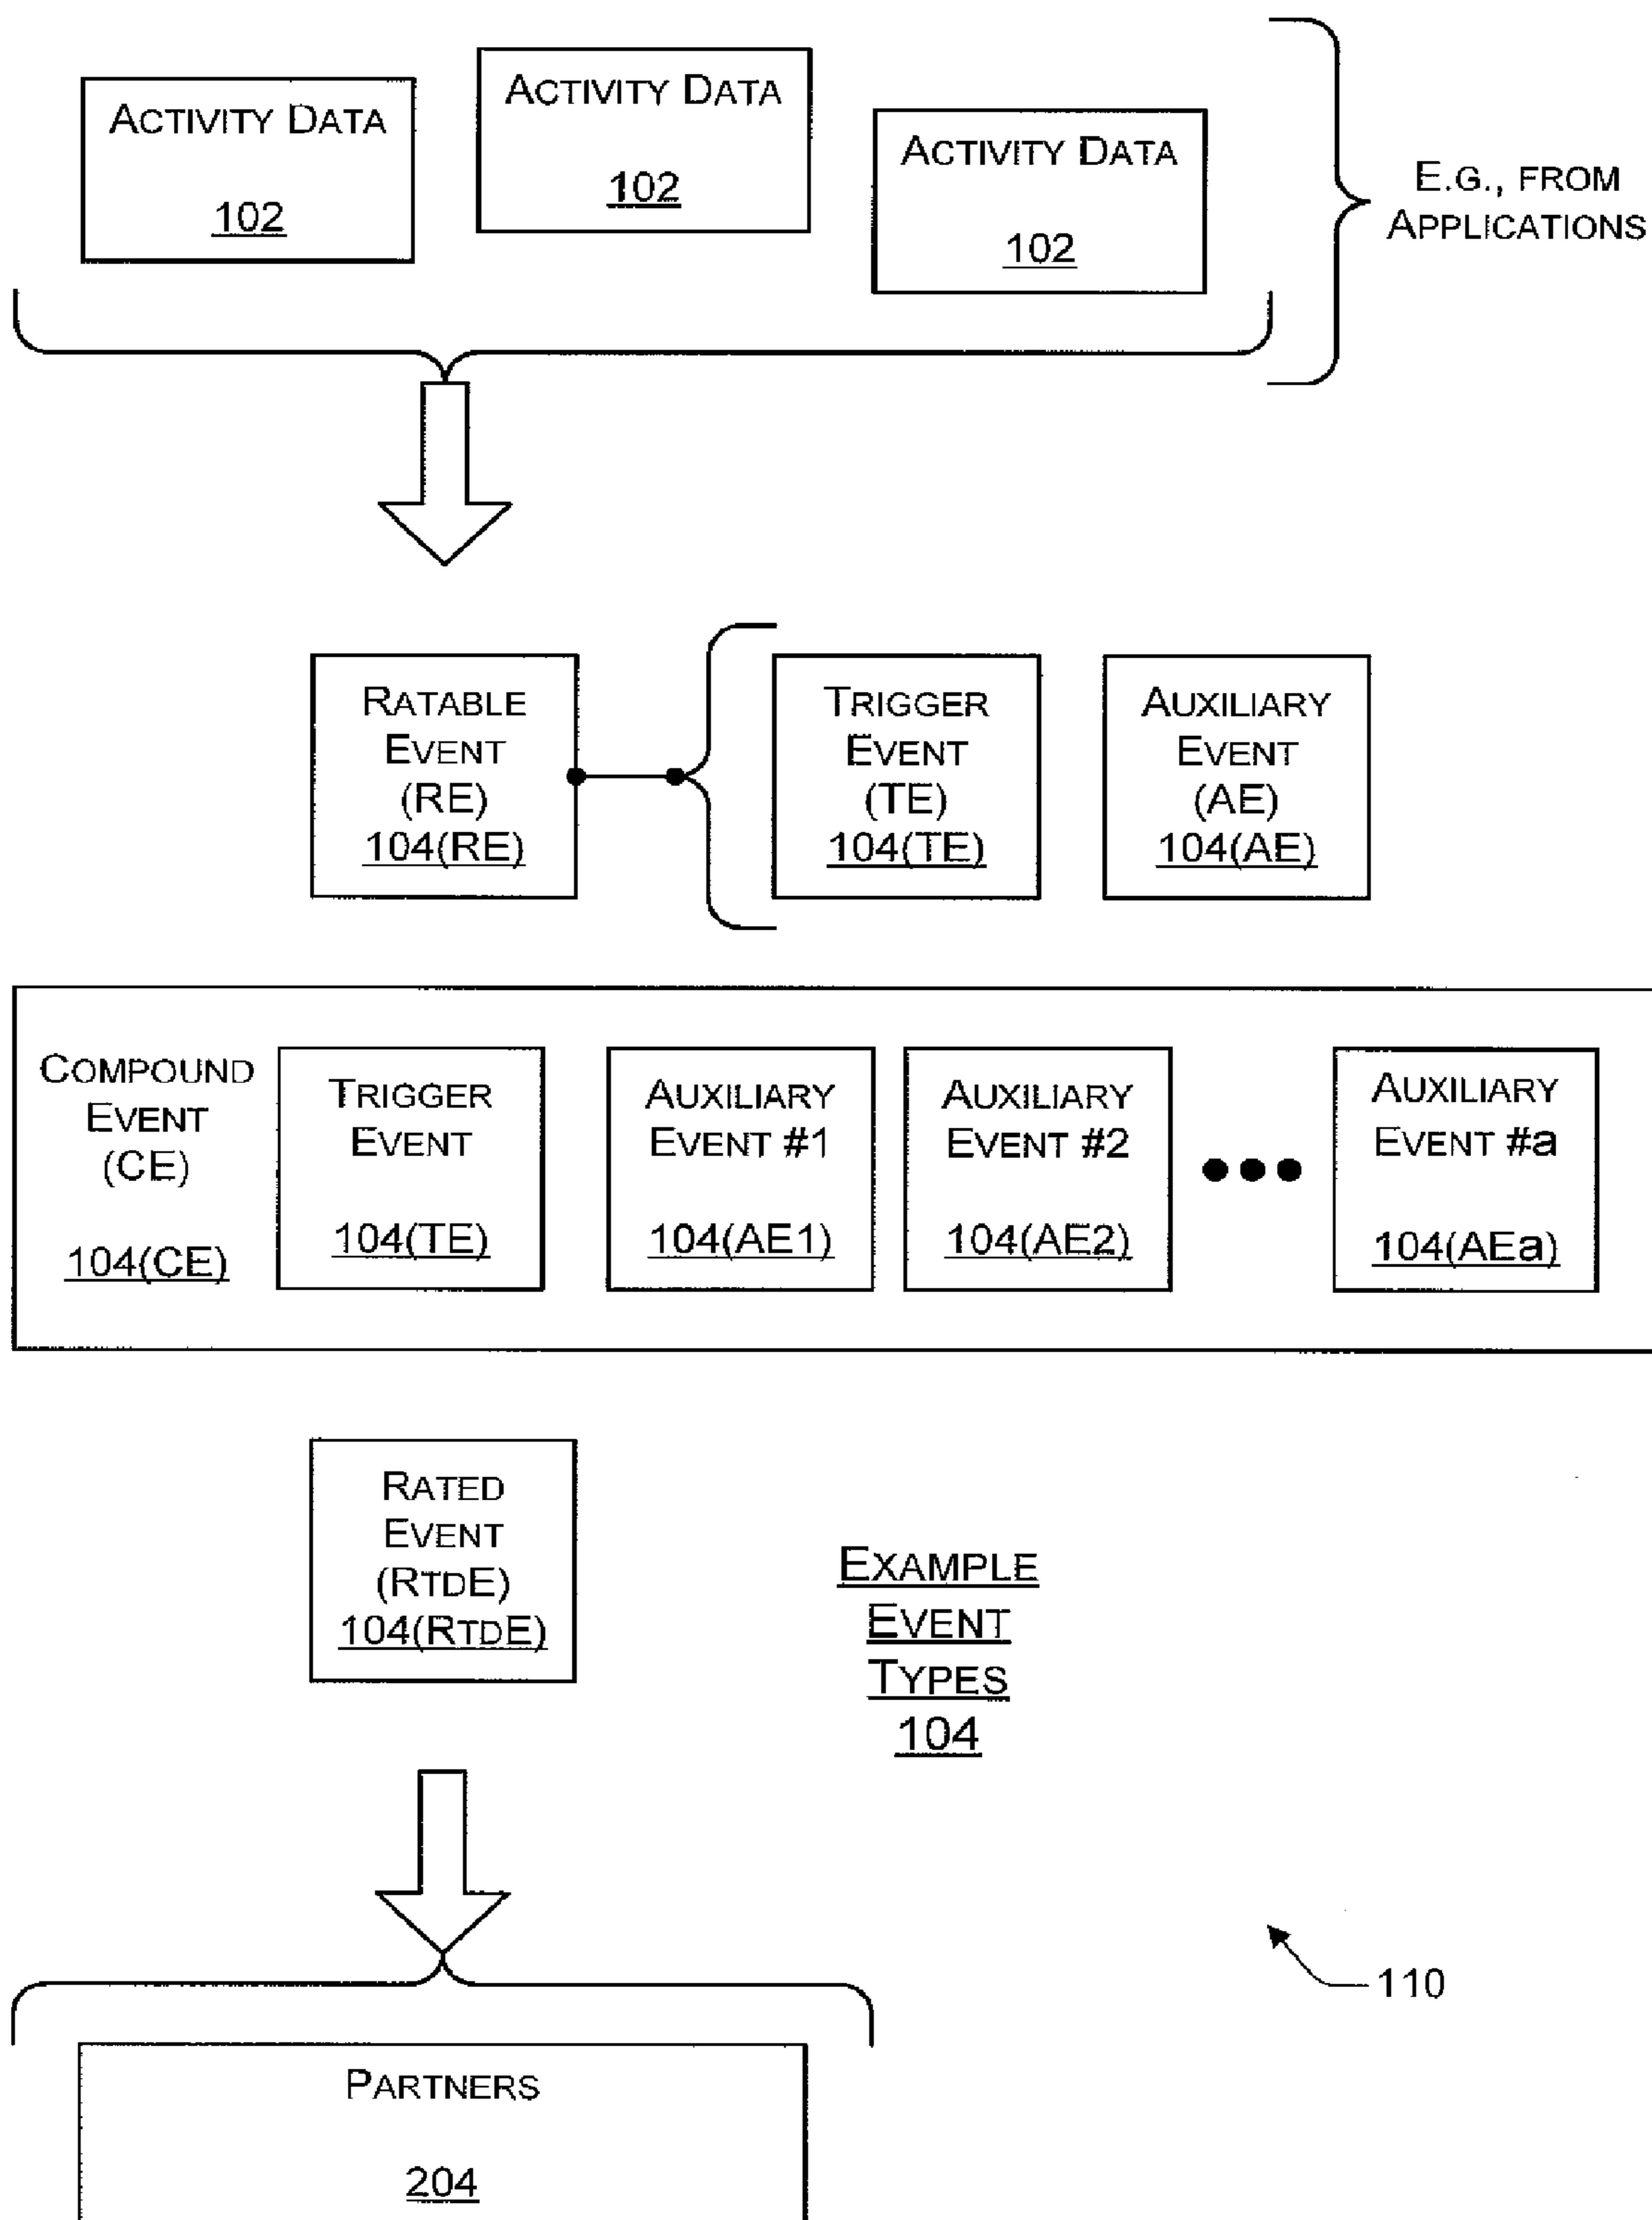 ACTIVITY DATA
102
ACTIVITY DATA
102
ACTIVITY DATA
102
E.G., FROM
APPLICATIONS
RATABLE
EVENT
(RE)
104(RE)
TRIGGER
EVENT
(TE)
104(TE)
AUXILIARY
EVENT
(AE)
104(AE)
COMPOUND
EVENT
(CE)
104(CE)
TRIGGER
EVENT
104(TE)
AUXILIARY
EVENT #1
104(AE1)
AUXILIARY
EVENT #2
104(AE2)
AUXILIARY
EVENT #a
104(AEa)
RATED
EVENT
(RTDE)
104(RTDE)
EXAMPLE
EVENT
TYPES
104
110
PARTNERS
204